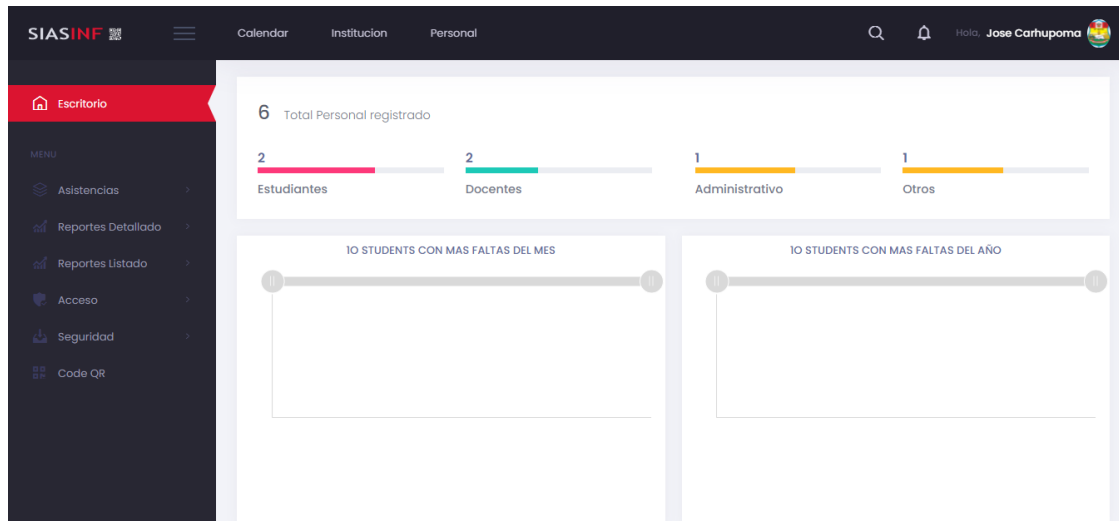 SIASINF
Calendar Institucion Personal
Hola, Jose Carhupoma
Escritorio
MENU
Asistencias
Reportes Detallado
Reportes Listado
Acceso
Seguridad
Code QR
6 Total Personal registrado
2 2 1 1
Estudiantes Docentes Administrativo Otros
10 STUDENTS CON MAS FALTAS DEL MES
10 STUDENTS CON MAS FALTAS DEL AÑO